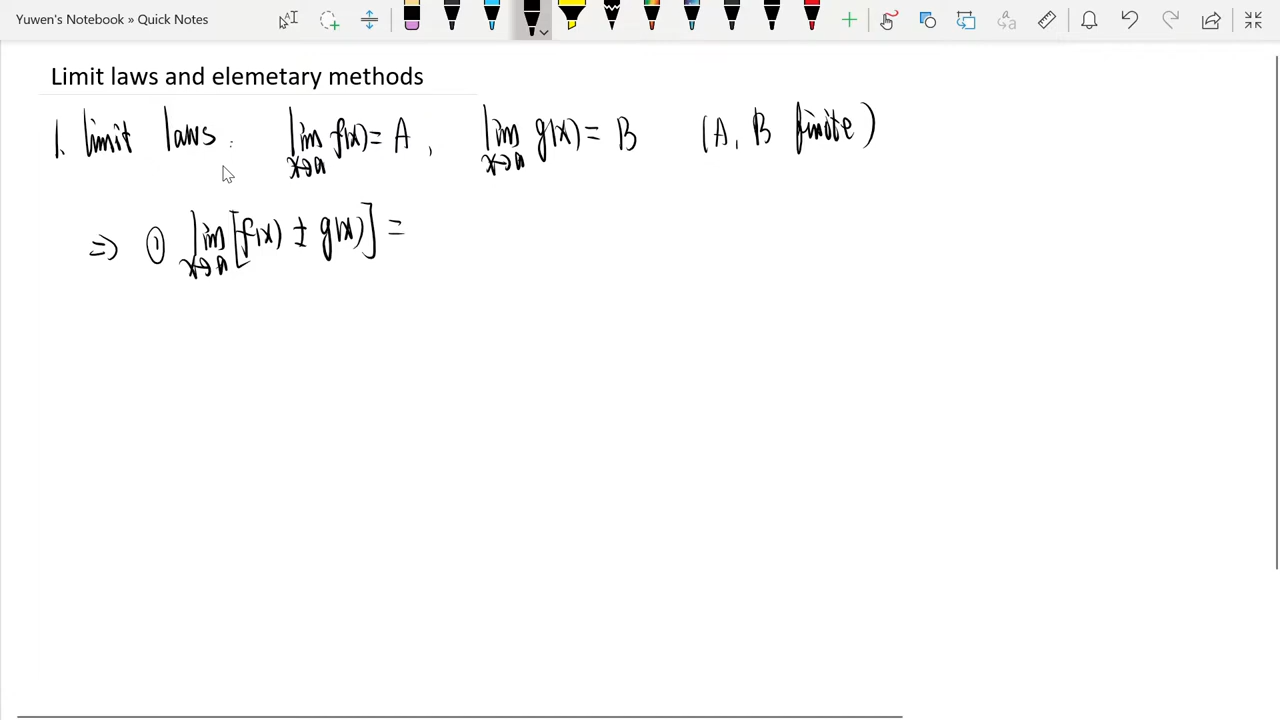 Yuwen's Notebook » Quick Notes
Limit laws and elemetary methods
1. Limit laws: lim x→a f(x) = A, lim x→a g(x) = B (A, B finite)
⇒ ① lim x→a [f(x) ± g(x)] =